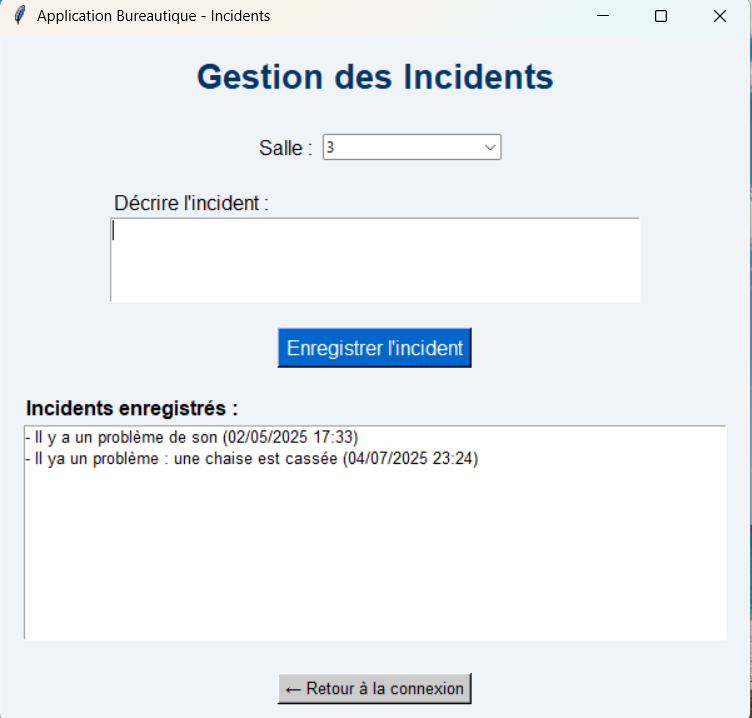 Application Bureautique - Incidents
Gestion des Incidents
Salle : 3
Décrire l'incident :
Enregistrer l'incident
Incidents enregistrés :
- Il y a un problème de son (02/05/2025 17:33)
- Il ya un problème : une chaise est cassée (04/07/2025 23:24)
← Retour à la connexion